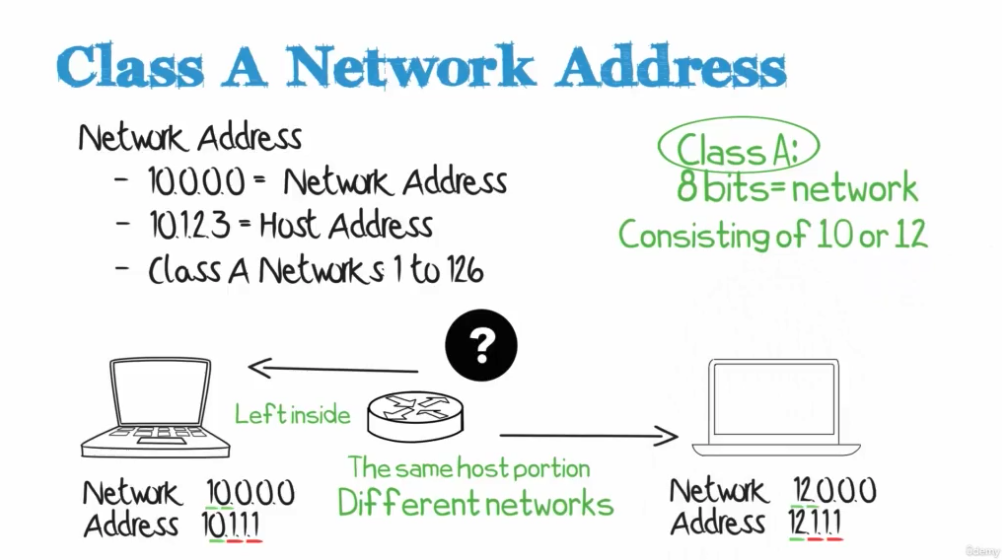 Class A Network Address
Network Address
- 10.0.0.0 = Network Address
- 10.1.2.3 = Host Address
- Class A Networks 1 to 126
Class A:
8 bits = network
Consisting of 10 or 12
?
Left inside
The same host portion
Different networks
Network 10.0.0.0
Address 10.1.1.1
Network 12.0.0.0
Address 12.1.1.1
Udemy